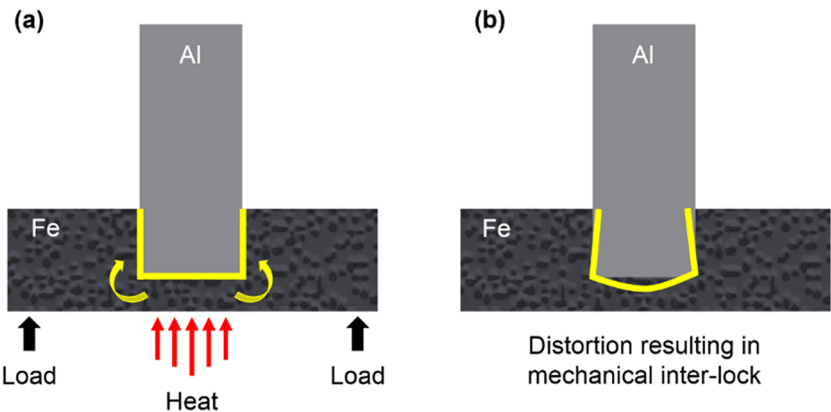 (a)
Al
Fe
Load
Heat
Load
(b)
Al
Fe
Distortion resulting in
mechanical inter-lock